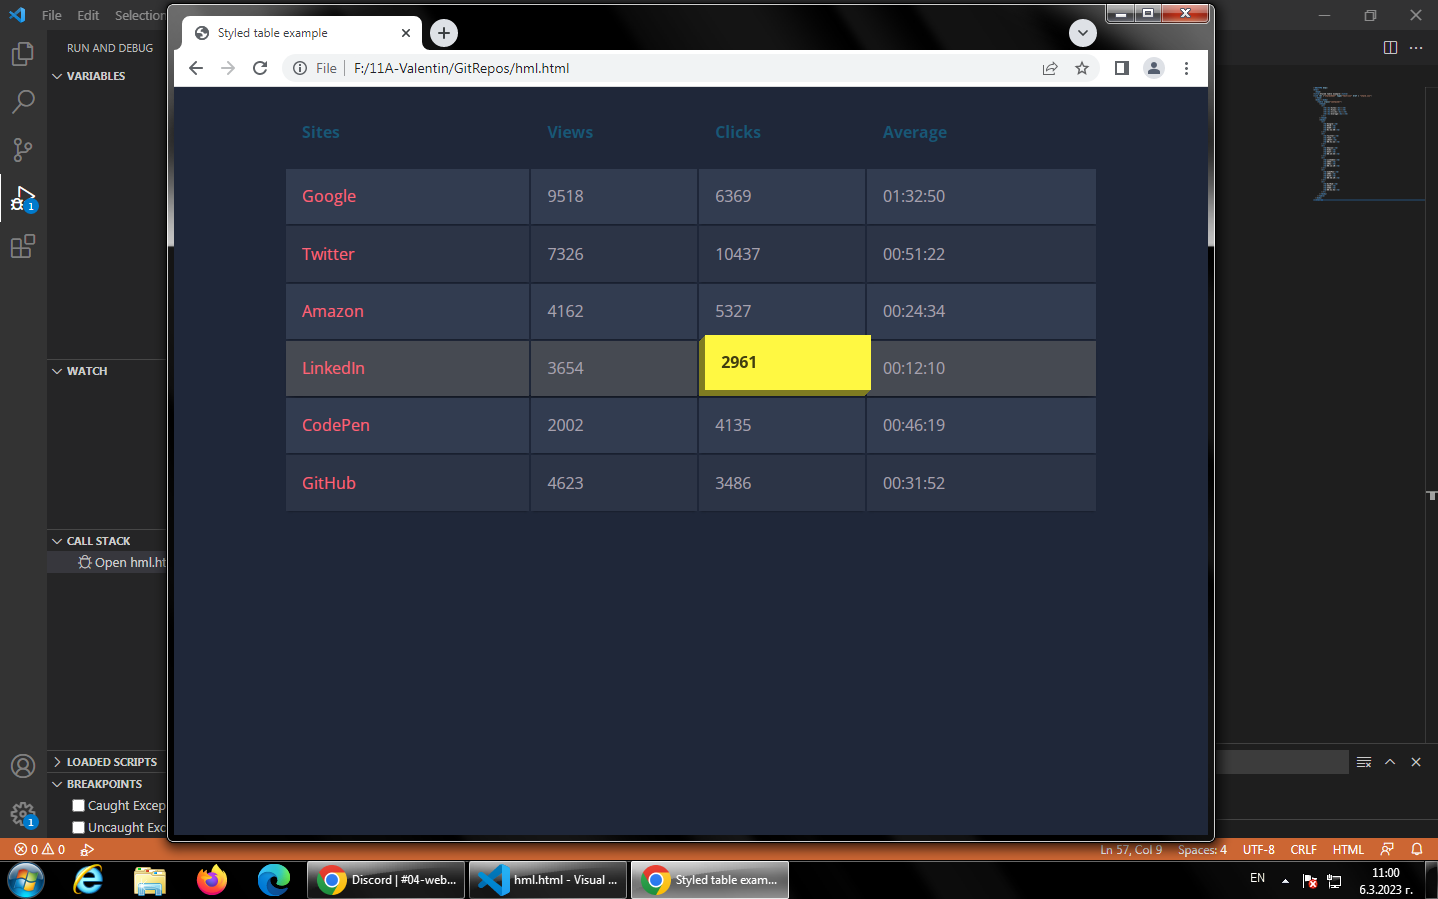 File Edit Selection
Styled table example
File F:/11A-Valentin/GitRepos/hml.html
RUN AND DEBUG
VARIABLES
WATCH
CALL STACK
Open hml.ht
LOADED SCRIPTS
BREAKPOINTS
Caught Excep
Uncaught Exc
1
1
Sites Views Clicks Average
Google 9518 6369 01:32:50
Twitter 7326 10437 00:51:22
Amazon 4162 5327 00:24:34
LinkedIn 3654 2961 00:12:10
CodePen 2002 4135 00:46:19
GitHub 4623 3486 00:31:52
0 0 Ln 57, Col 9 Spaces: 4 UTF-8 CRLF HTML
Discord | #04-web... hml.html - Visual ... Styled table exam... EN 11:00
6.3.2023 г.